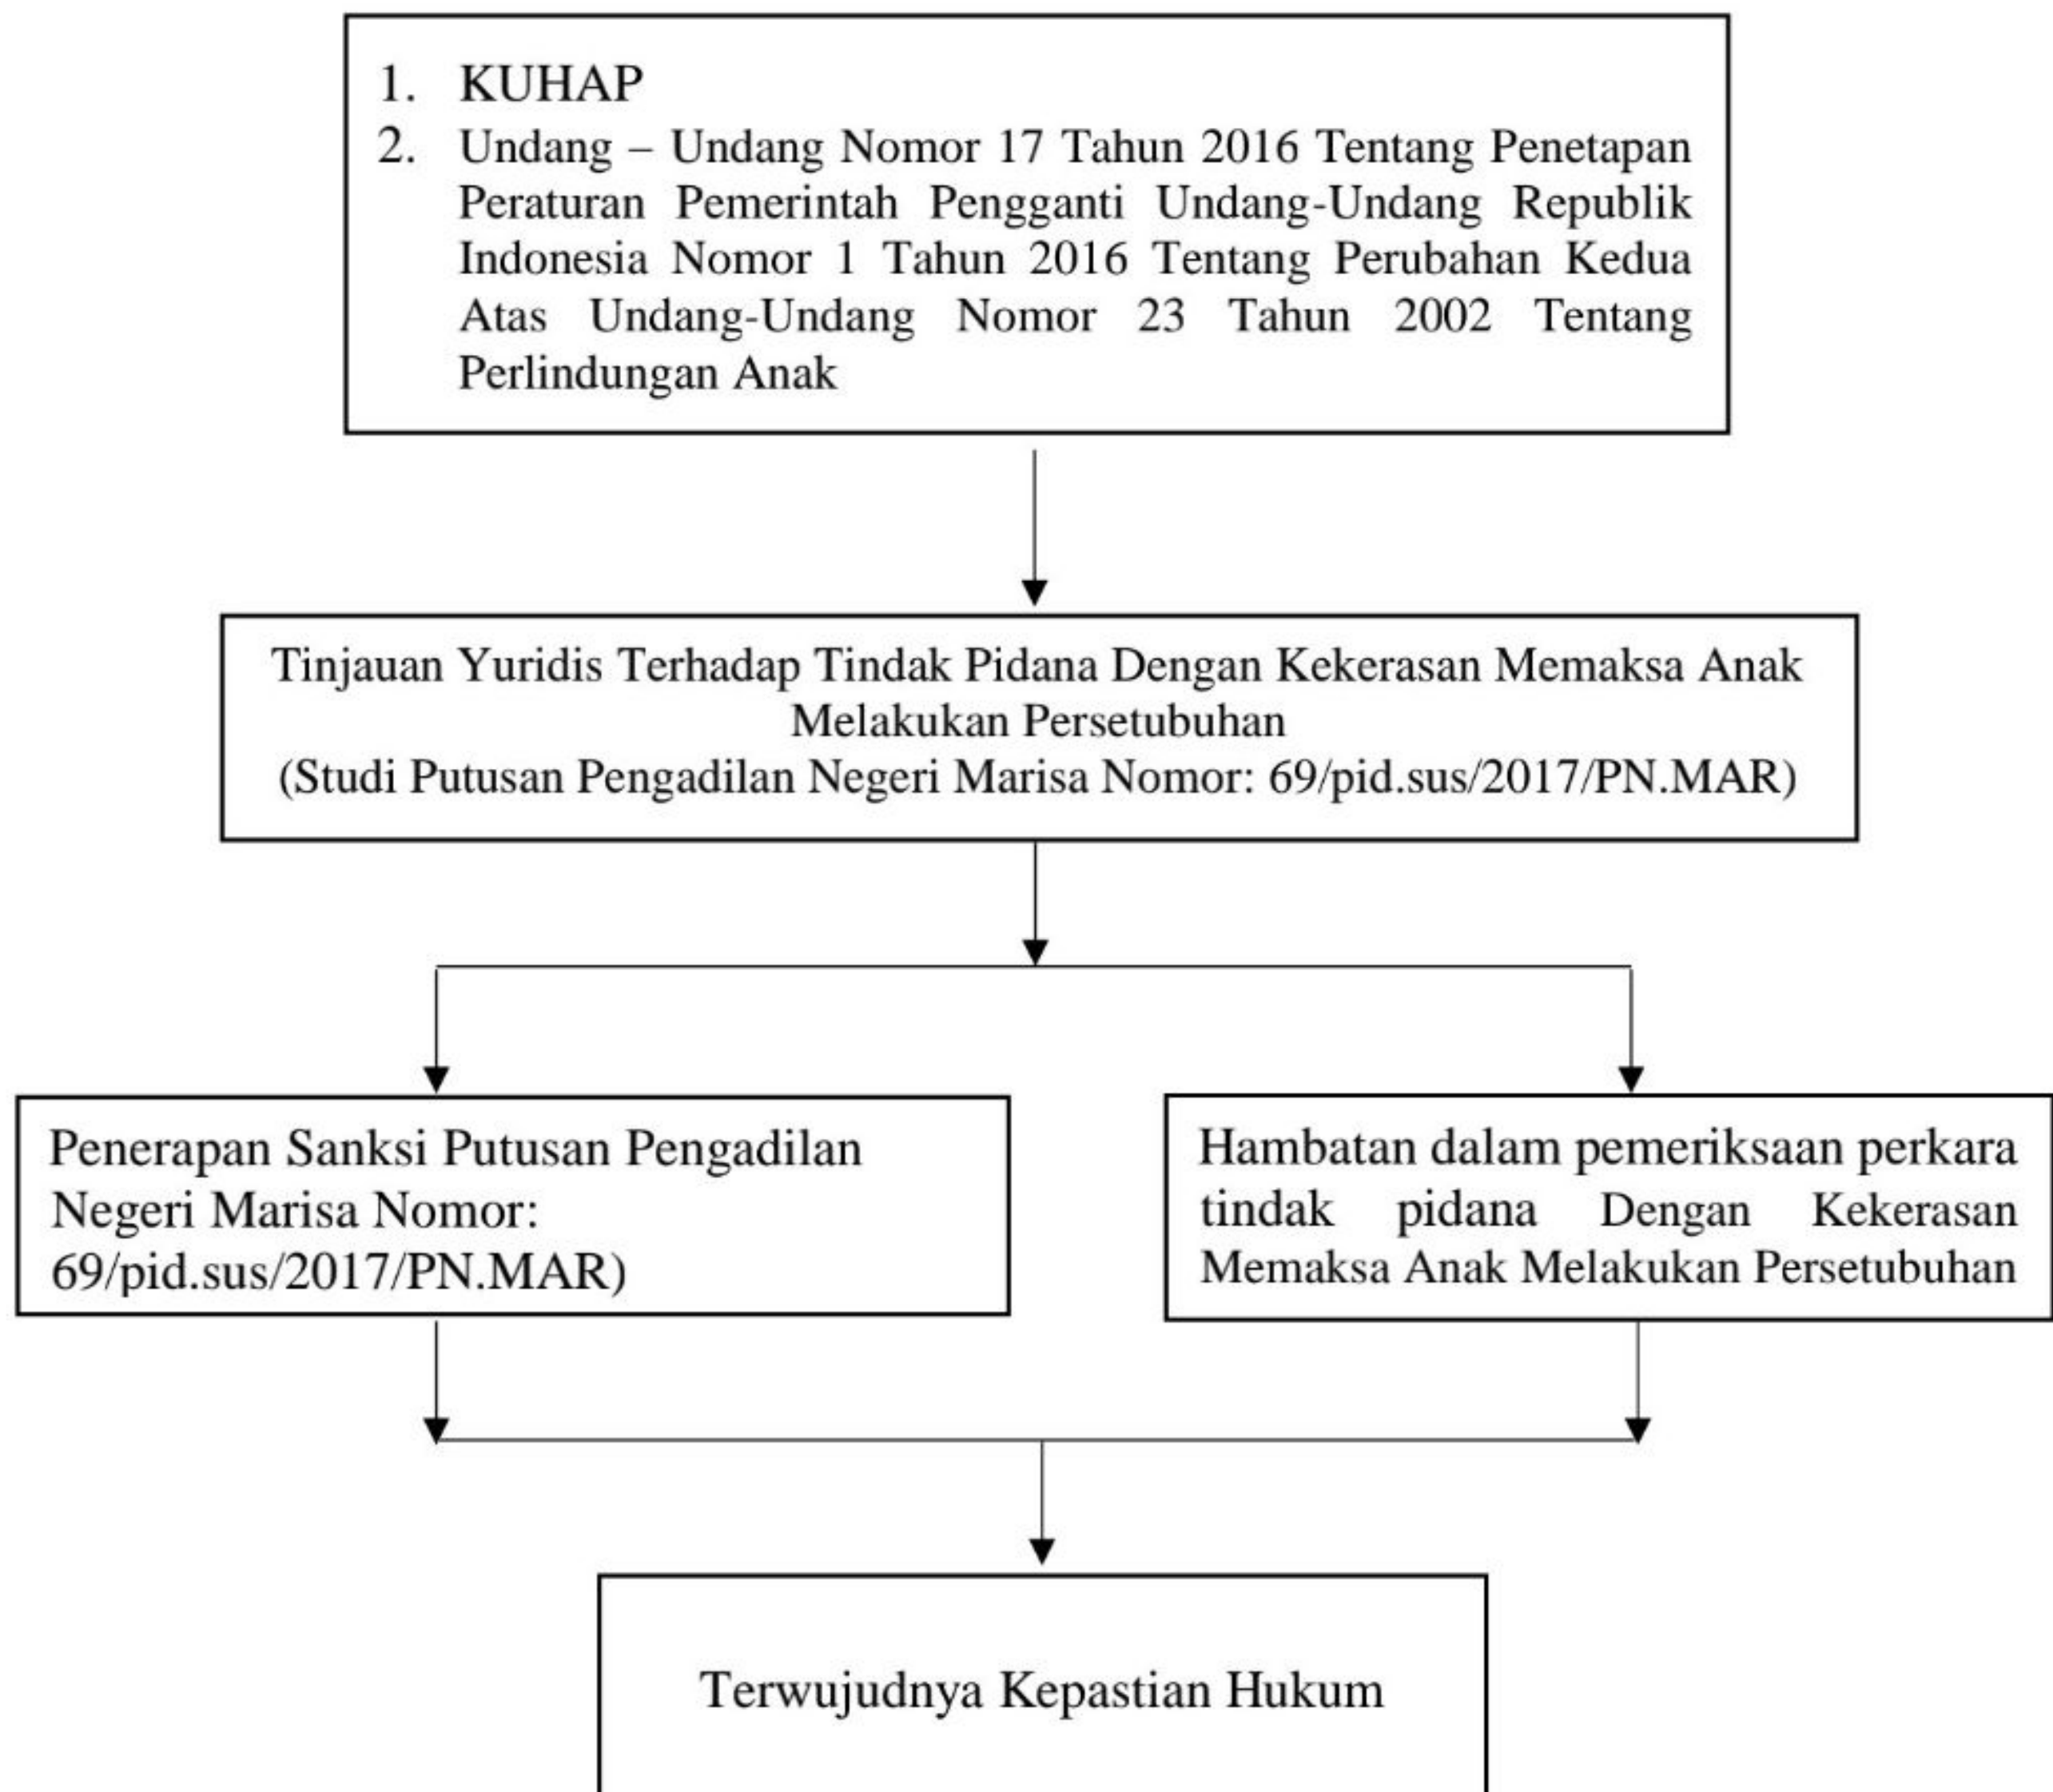 1. KUHAP
2. Undang – Undang Nomor 17 Tahun 2016 Tentang Penetapan
Peraturan Pemerintah Pengganti Undang-Undang Republik
Indonesia Nomor 1 Tahun 2016 Tentang Perubahan Kedua
Atas Undang-Undang Nomor 23 Tahun 2002 Tentang
Perlindungan Anak
Tinjauan Yuridis Terhadap Tindak Pidana Dengan Kekerasan Memaksa Anak
Melakukan Persetubuhan
(Studi Putusan Pengadilan Negeri Marisa Nomor: 69/pid.sus/2017/PN.MAR)
Penerapan Sanksi Putusan Pengadilan
Negeri Marisa Nomor:
69/pid.sus/2017/PN.MAR)
Hambatan dalam pemeriksaan perkara
tindak pidana Dengan Kekerasan
Memaksa Anak Melakukan Persetubuhan
Terwujudnya Kepastian Hukum